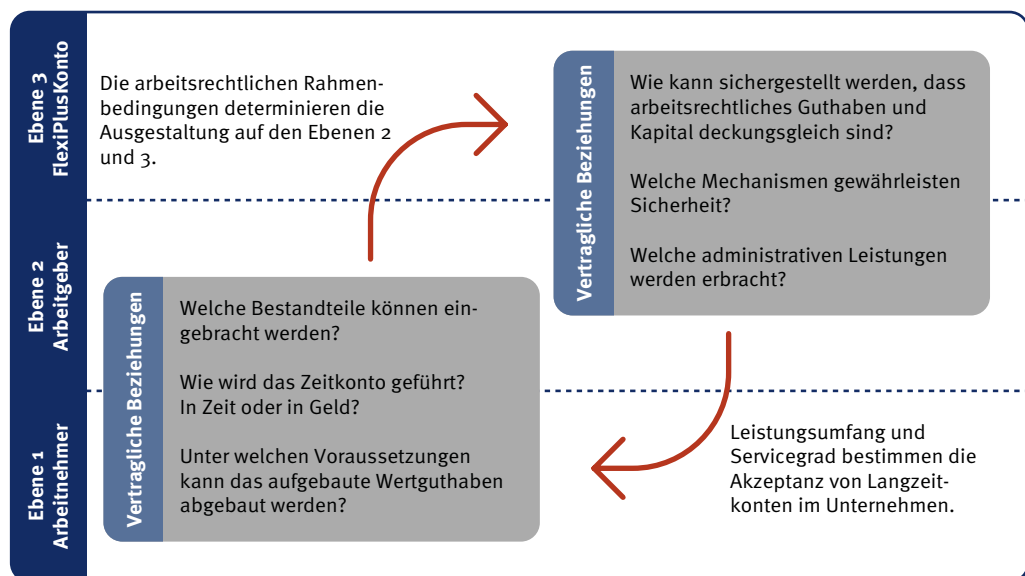 Ebene 3
FlexiPlusKonto
Die arbeitsrechtlichen Rahmen-
bedingungen determinieren die
Ausgestaltung auf den Ebenen 2
und 3.
Vertragliche Beziehungen
Wie kann sichergestellt werden, dass
arbeitsrechtliches Guthaben und
Kapital deckungsgleich sind?
Welche Mechanismen gewährleisten
Sicherheit?
Welche administrativen Leistungen
werden erbracht?
Ebene 2
Arbeitgeber
Vertragliche Beziehungen
Welche Bestandteile können ein-
gebracht werden?
Wie wird das Zeitkonto geführt?
In Zeit oder in Geld?
Unter welchen Voraussetzungen
kann das aufgebaute Wertguthaben
abgebaut werden?
Ebene 1
Arbeitnehmer
Leistungsumfang und
Servicegrad bestimmen die
Akzeptanz von Langzeit-
konten im Unternehmen.